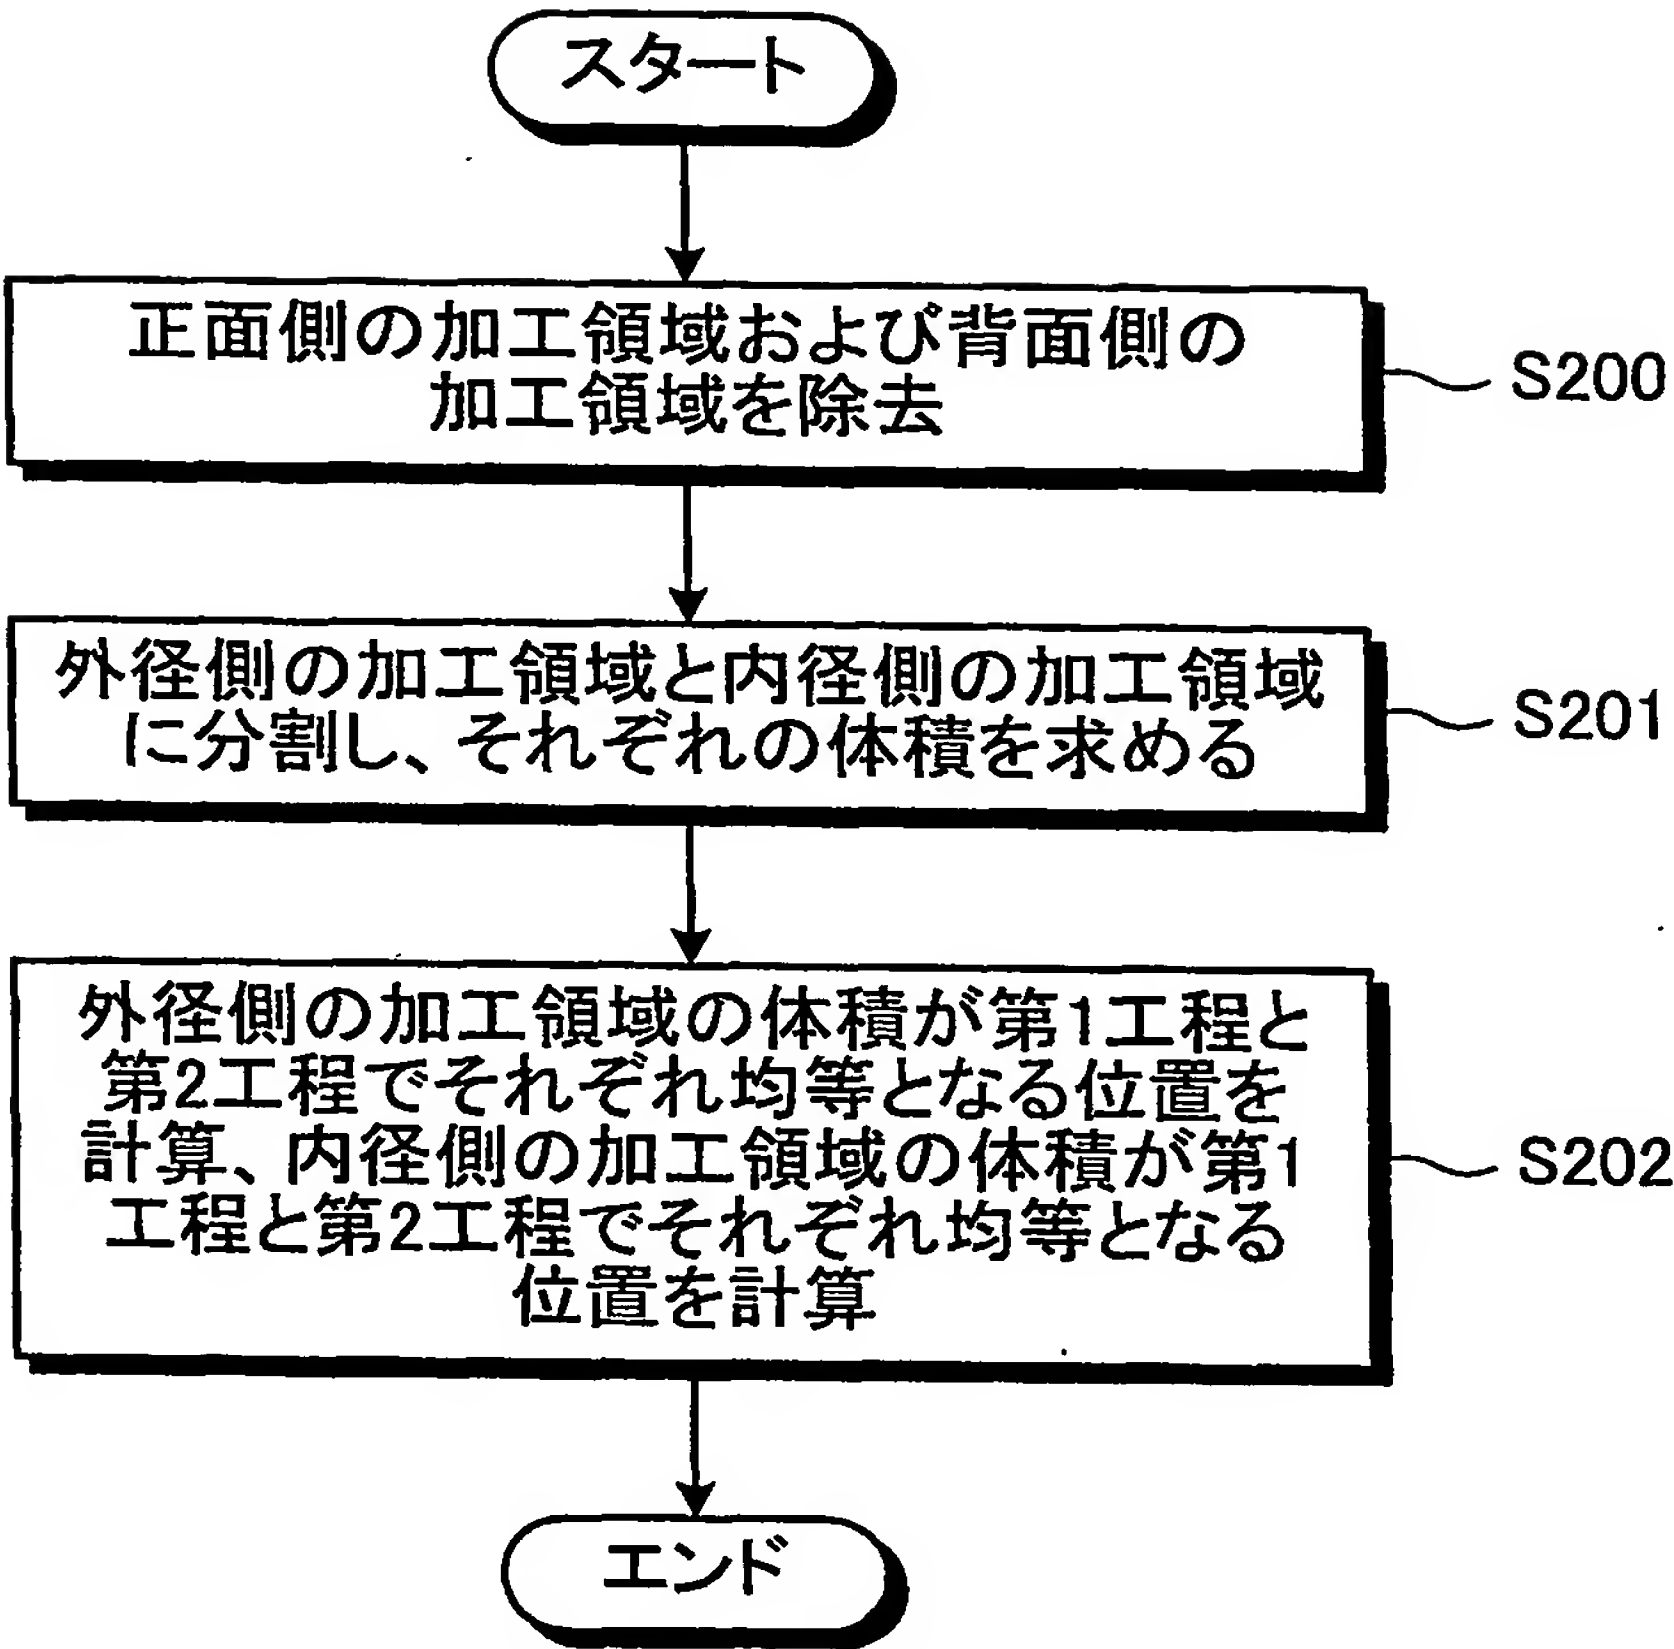 スタート
正面側の加工領域および背面側の
加工領域を除去
S200
外径側の加工領域と内径側の加工領域
に分割し、それぞれの体積を求める
S201
外径側の加工領域の体積が第1工程と
第2工程でそれぞれ均等となる位置を
計算、内径側の加工領域の体積が第1
工程と第2工程でそれぞれ均等となる
位置を計算
S202
エンド